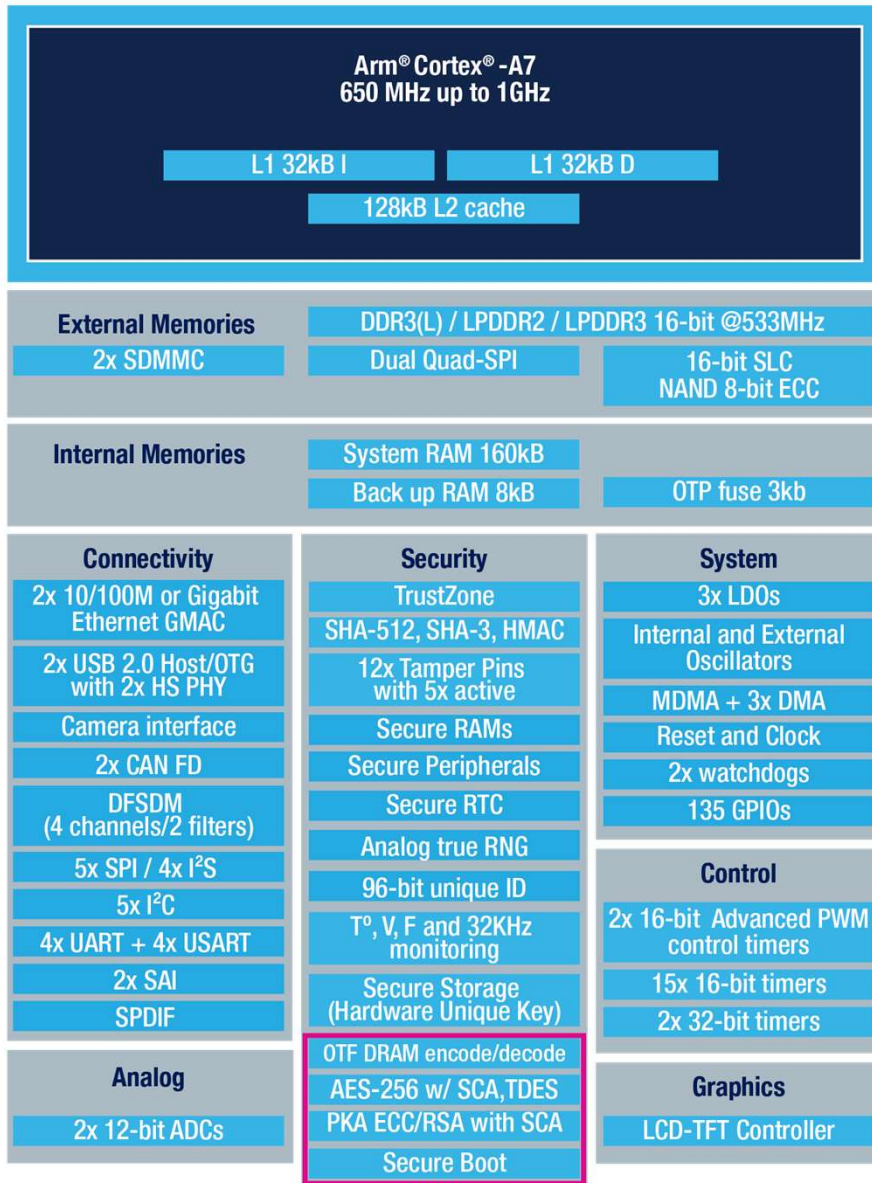 Arm® Cortex® -A7
650 MHz up to 1GHz
L1 32kB I
L1 32kB D
128kB L2 cache
External Memories
DDR3(L) / LPDDR2 / LPDDR3 16-bit @533MHz
2x SDMMC
Dual Quad-SPI
16-bit SLC
NAND 8-bit ECC
Internal Memories
System RAM 160kB
Back up RAM 8kB
OTP fuse 3kb
Connectivity
2x 10/100M or Gigabit
Ethernet GMAC
2x USB 2.0 Host/OTG
with 2x HS PHY
Camera interface
2x CAN FD
DFSDM
(4 channels/2 filters)
5x SPI / 4x I²S
5x I²C
4x UART + 4x USART
2x SAI
SPDIF
Analog
2x 12-bit ADCs
Security
TrustZone
SHA-512, SHA-3, HMAC
12x Tamper Pins
with 5x active
Secure RAMs
Secure Peripherals
Secure RTC
Analog true RNG
96-bit unique ID
Tº, V, F and 32KHz
monitoring
Secure Storage
(Hardware Unique Key)
OTF DRAM encode/decode
AES-256 w/ SCA,TDES
PKA ECC/RSA with SCA
Secure Boot
System
3x LDOs
Internal and External
Oscillators
MDMA + 3x DMA
Reset and Clock
2x watchdogs
135 GPIOs
Control
2x 16-bit Advanced PWM
control timers
15x 16-bit timers
2x 32-bit timers
Graphics
LCD-TFT Controller